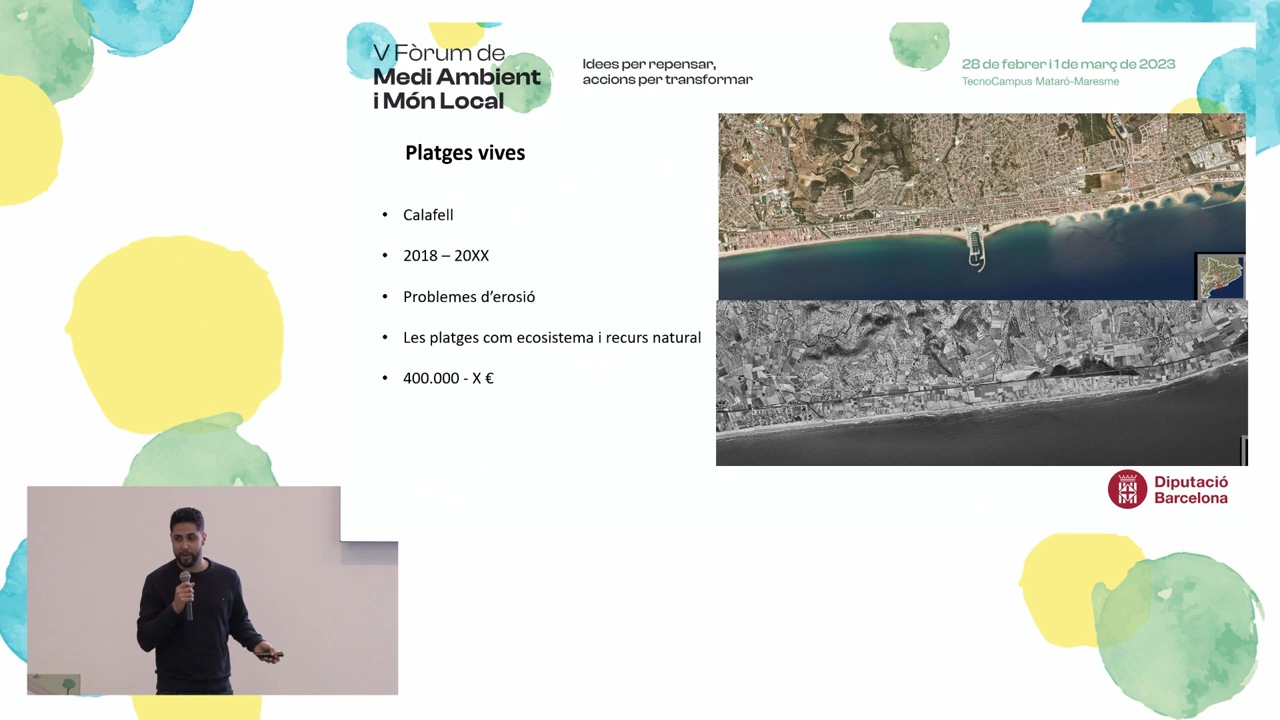 V Fòrum de
Medi Ambient
i Món Local
Idees per repensar,
accions per transformar
28 de febrer i 1 de març de 2023
TecnoCampus Mataró-Maresme
Platges vives
• Calafell
• 2018 – 20XX
• Problemes d'erosió
• Les platges com ecosistema i recurs natural
• 400.000 - X €
Diputació
Barcelona